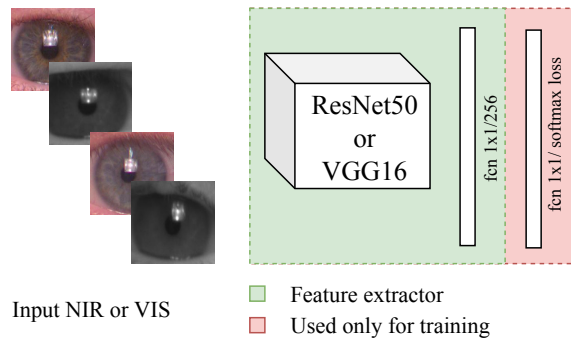 ResNet50
or
VGG16
fcn 1x1/256
fcn 1x1/ softmax loss
Input NIR or VIS
Feature extractor
Used only for training